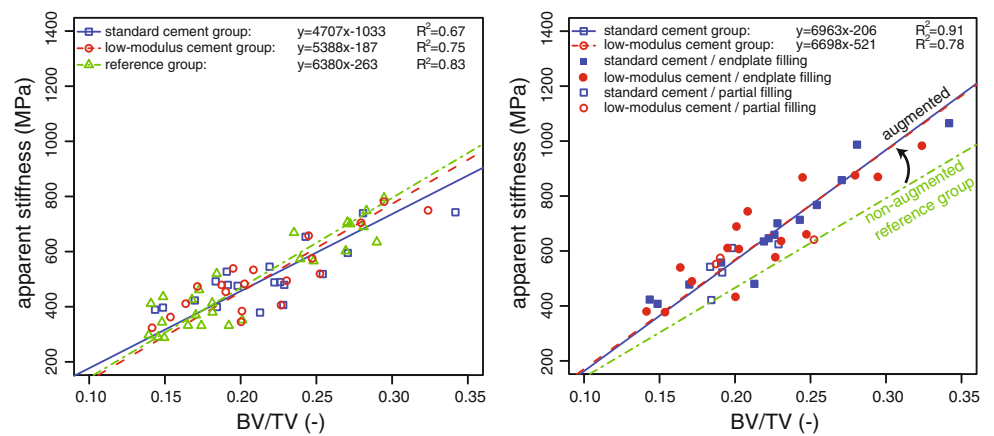 standard cement group: y=4707x-1033 R²=0.67
low-modulus cement group: y=5388x-187 R²=0.75
reference group: y=6380x-263 R²=0.83
apparent stiffness (MPa)
1400
1200
1000
800
600
400
200
0.10 0.15 0.20 0.25 0.30 0.35
BV/TV (-)
standard cement group: y=6963x-206 R²=0.91
low-modulus cement group: y=6698x-521 R²=0.78
standard cement / endplate filling
low-modulus cement / endplate filling
standard cement / partial filling
low-modulus cement / partial filling
augmented
non-augmented
reference group
apparent stiffness (MPa)
1400
1200
1000
800
600
400
200
0.10 0.15 0.20 0.25 0.30 0.35
BV/TV (-)